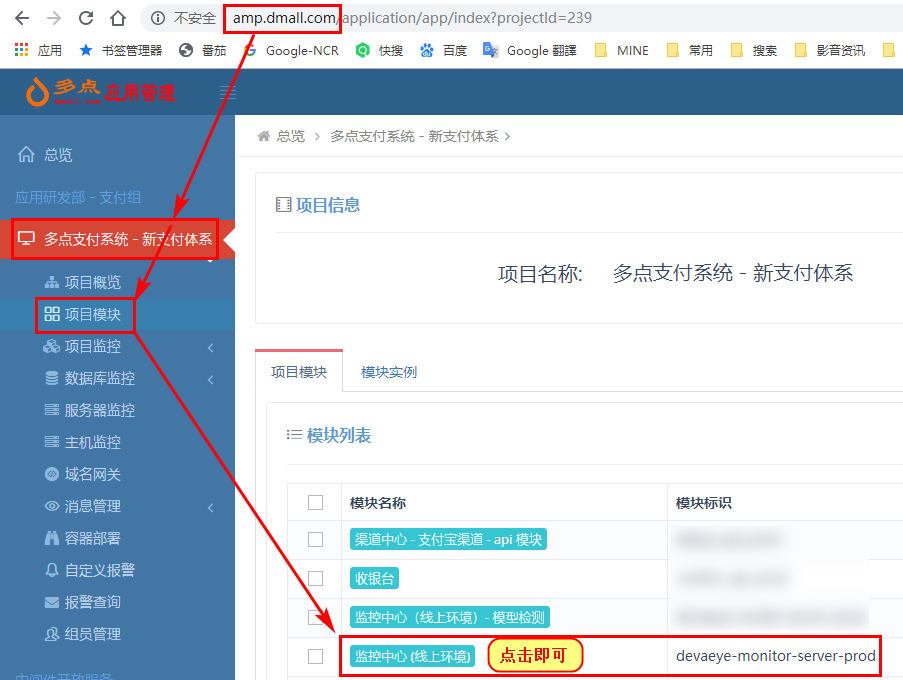 不安全 amp.dmall.com/application/app/index?projectId=239
应用 书签管理器 番茄 Google-NCR 快搜 百度 Google 翻譯 MINE 常用 搜索 影音资讯
多点 应用管理
总览
应用研发部 - 支付组
多点支付系统 - 新支付体系
项目概览
项目模块
项目监控
数据库监控
服务器监控
主机监控
域名网关
消息管理
容器部署
自定义报警
报警查询
组员管理
总览 > 多点支付系统 - 新支付体系 >
项目信息
项目名称: 多点支付系统 - 新支付体系
项目模块 模块实例
模块列表
模块名称 模块标识
渠道中心 - 支付宝渠道 - api 模块
收银台
监控中心（线上环境）- 模型检测
监控中心 (线上环境) 点击即可 devaeye-monitor-server-prod